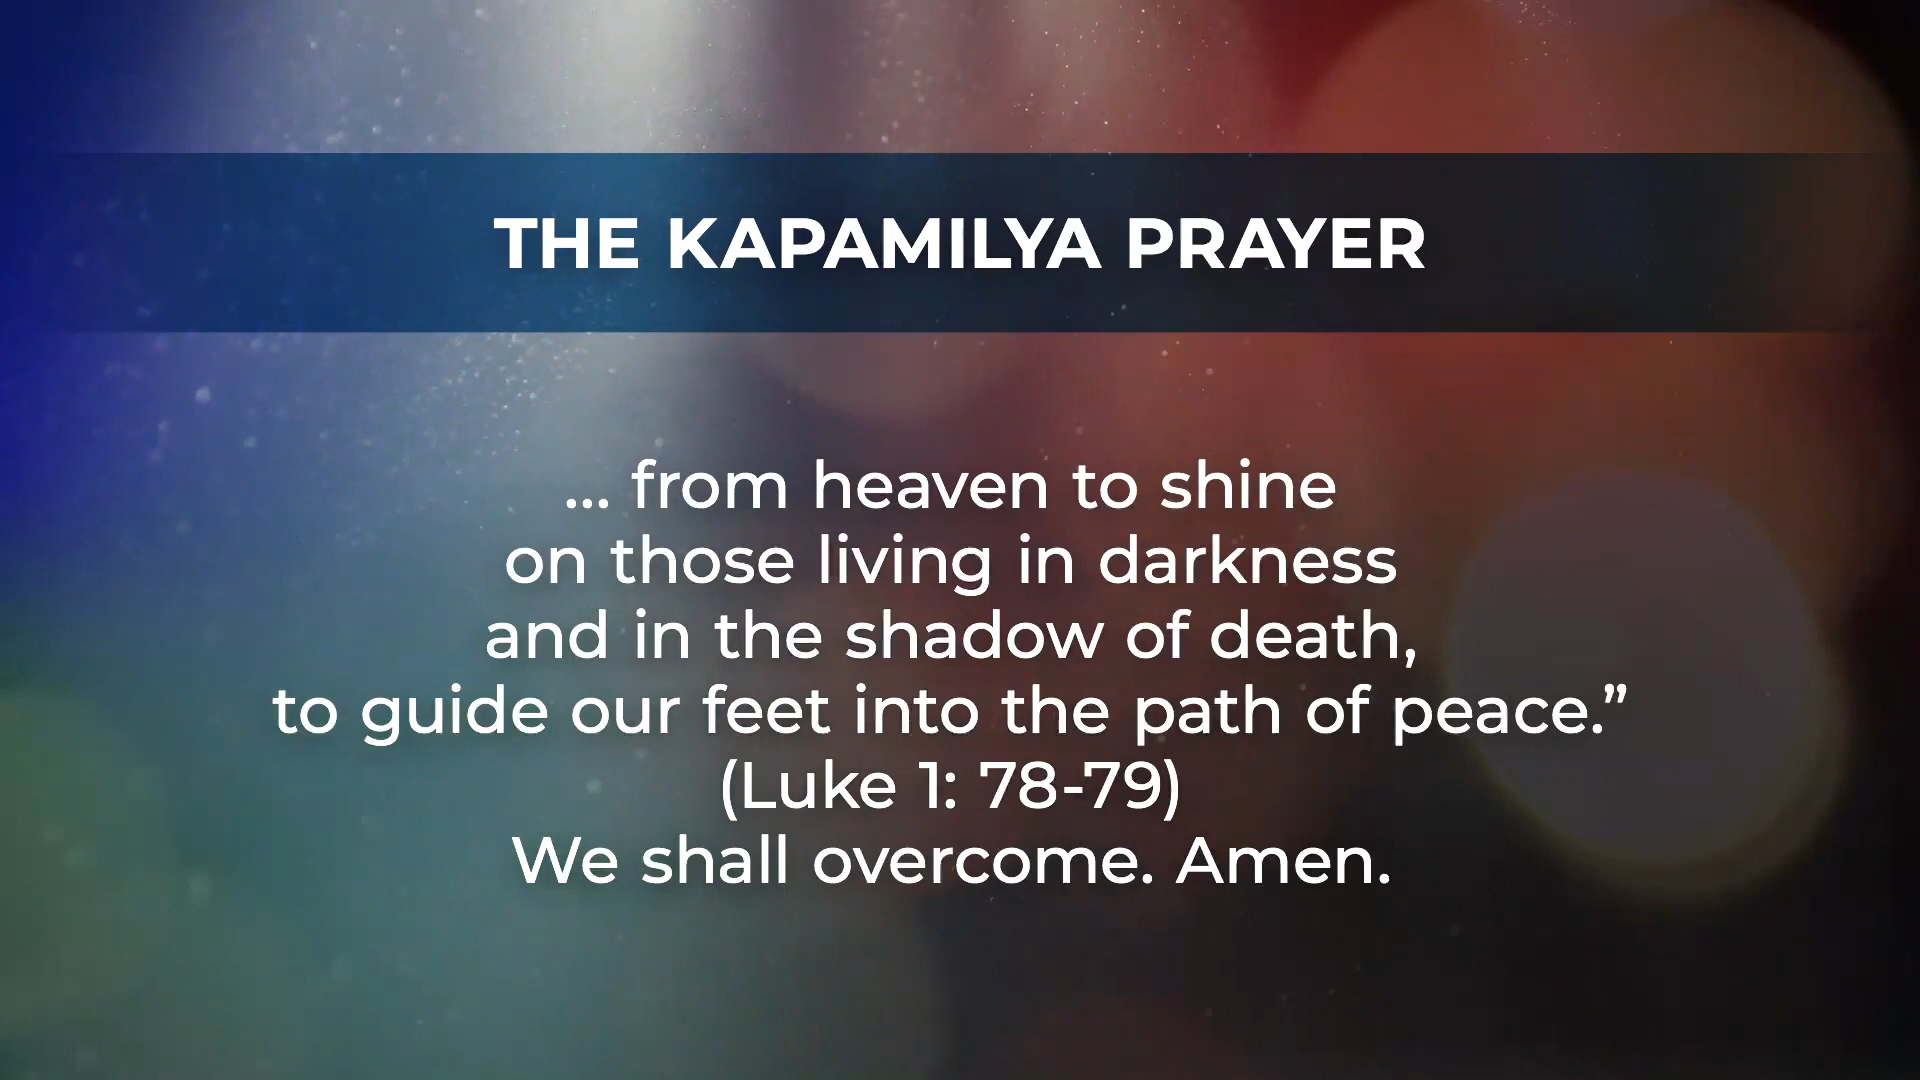 THE KAPAMILYA PRAYER
... from heaven to shine
on those living in darkness
and in the shadow of death,
to guide our feet into the path of peace.”
(Luke 1: 78-79)
We shall overcome. Amen.